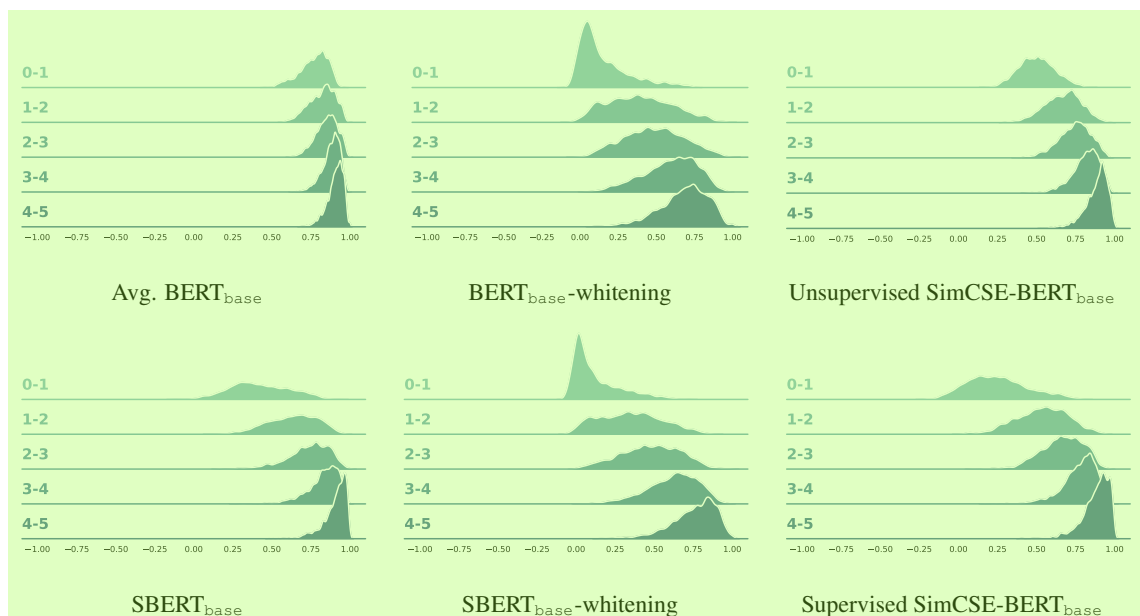 0-1
1-2
2-3
3-4
4-5
−1.00 −0.75 −0.50 −0.25 0.00 0.25 0.50 0.75 1.00
Avg. BERTbase
0-1
1-2
2-3
3-4
4-5
−1.00 −0.75 −0.50 −0.25 0.00 0.25 0.50 0.75 1.00
BERTbase-whitening
0-1
1-2
2-3
3-4
4-5
−1.00 −0.75 −0.50 −0.25 0.00 0.25 0.50 0.75 1.00
Unsupervised SimCSE-BERTbase
0-1
1-2
2-3
3-4
4-5
−1.00 −0.75 −0.50 −0.25 0.00 0.25 0.50 0.75 1.00
SBERTbase
0-1
1-2
2-3
3-4
4-5
−1.00 −0.75 −0.50 −0.25 0.00 0.25 0.50 0.75 1.00
SBERTbase-whitening
0-1
1-2
2-3
3-4
4-5
−1.00 −0.75 −0.50 −0.25 0.00 0.25 0.50 0.75 1.00
Supervised SimCSE-BERTbase